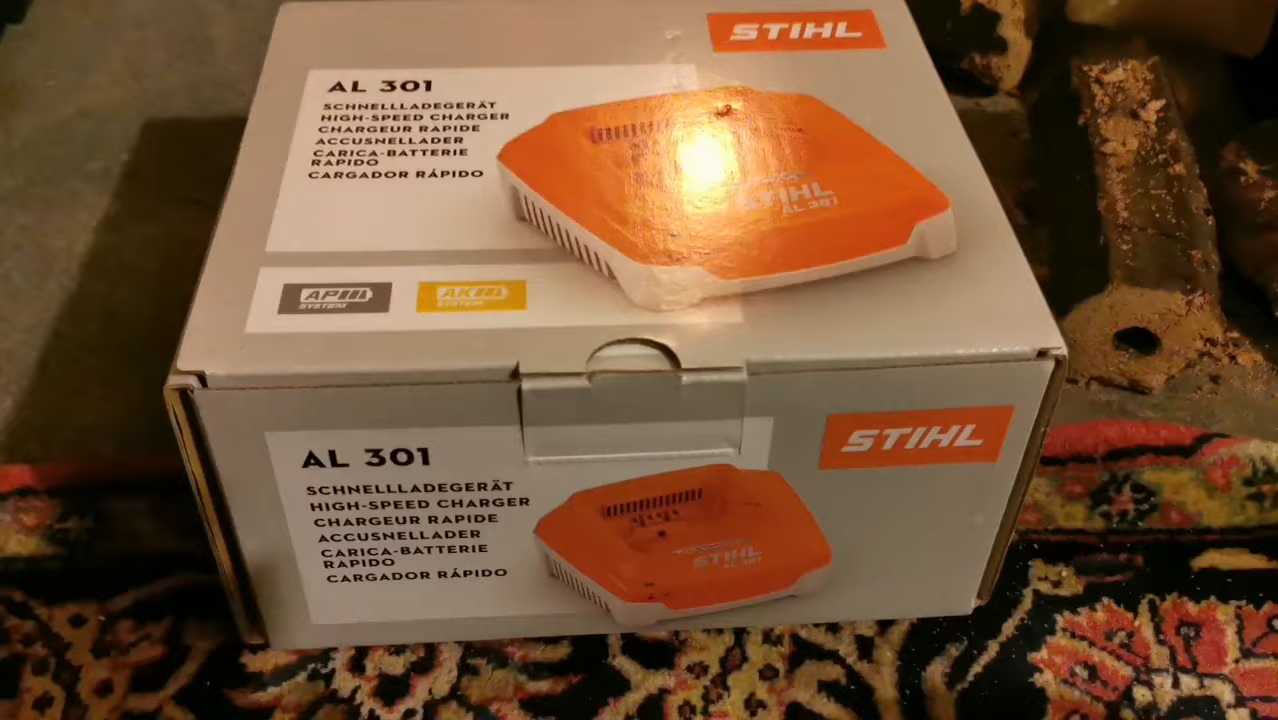 STIHL
AL 301
SCHNELLLADEGERÄT
HIGH-SPEED CHARGER
CHARGEUR RAPIDE
ACCUSNELLADER
CARICA-BATTERIE
RAPIDO
CARGADOR RÁPIDO
STIHL
AL 301
AP
SYSTEM
AK
SYSTEM
AL 301
SCHNELLLADEGERÄT
HIGH-SPEED CHARGER
CHARGEUR RAPIDE
ACCUSNELLADER
CARICA-BATTERIE
RAPIDO
CARGADOR RÁPIDO
STIHL
STIHL
AL 301